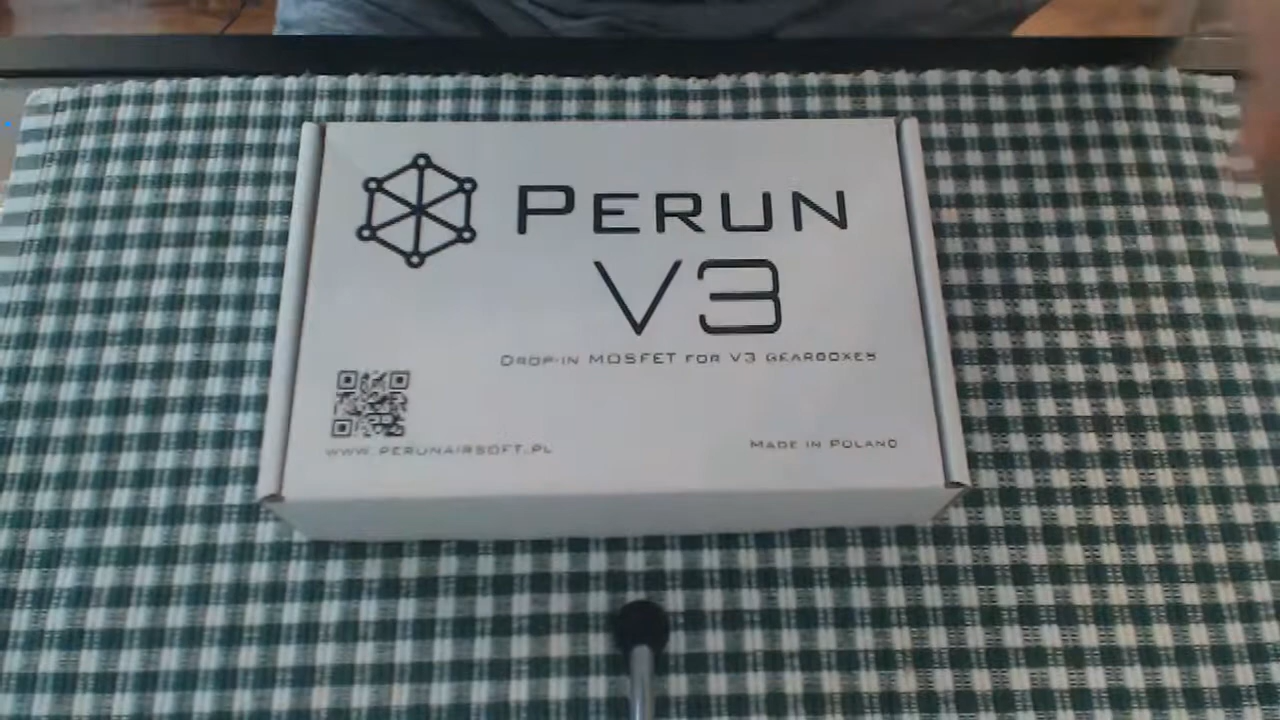 PERUN
V3
DROP-IN MOSFET FOR V3 GEARBOXES
WWW.PERUNAIRSOFT.PL
MADE IN POLAND